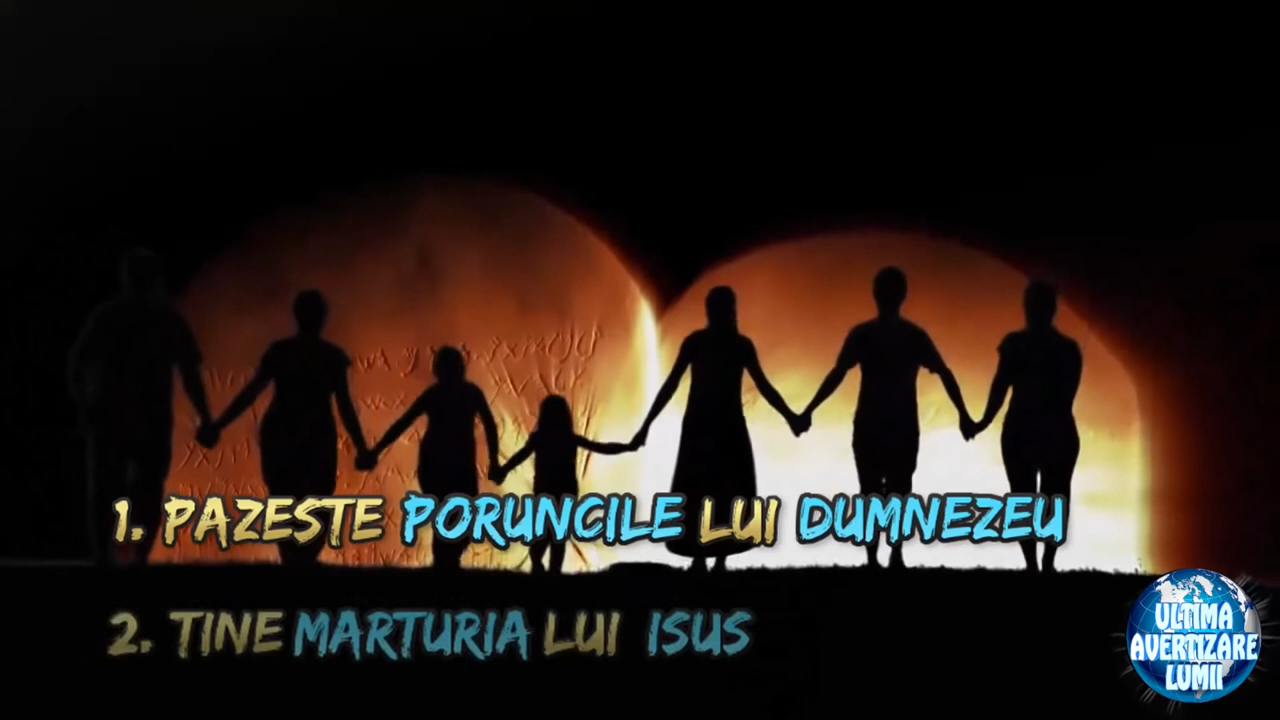 1. PAZESTE PORUNCILE LUI DUMNEZEU
2. TINE MARTURIA LUI ISUS
ULTIMA
AVERTIZARE
LUMII